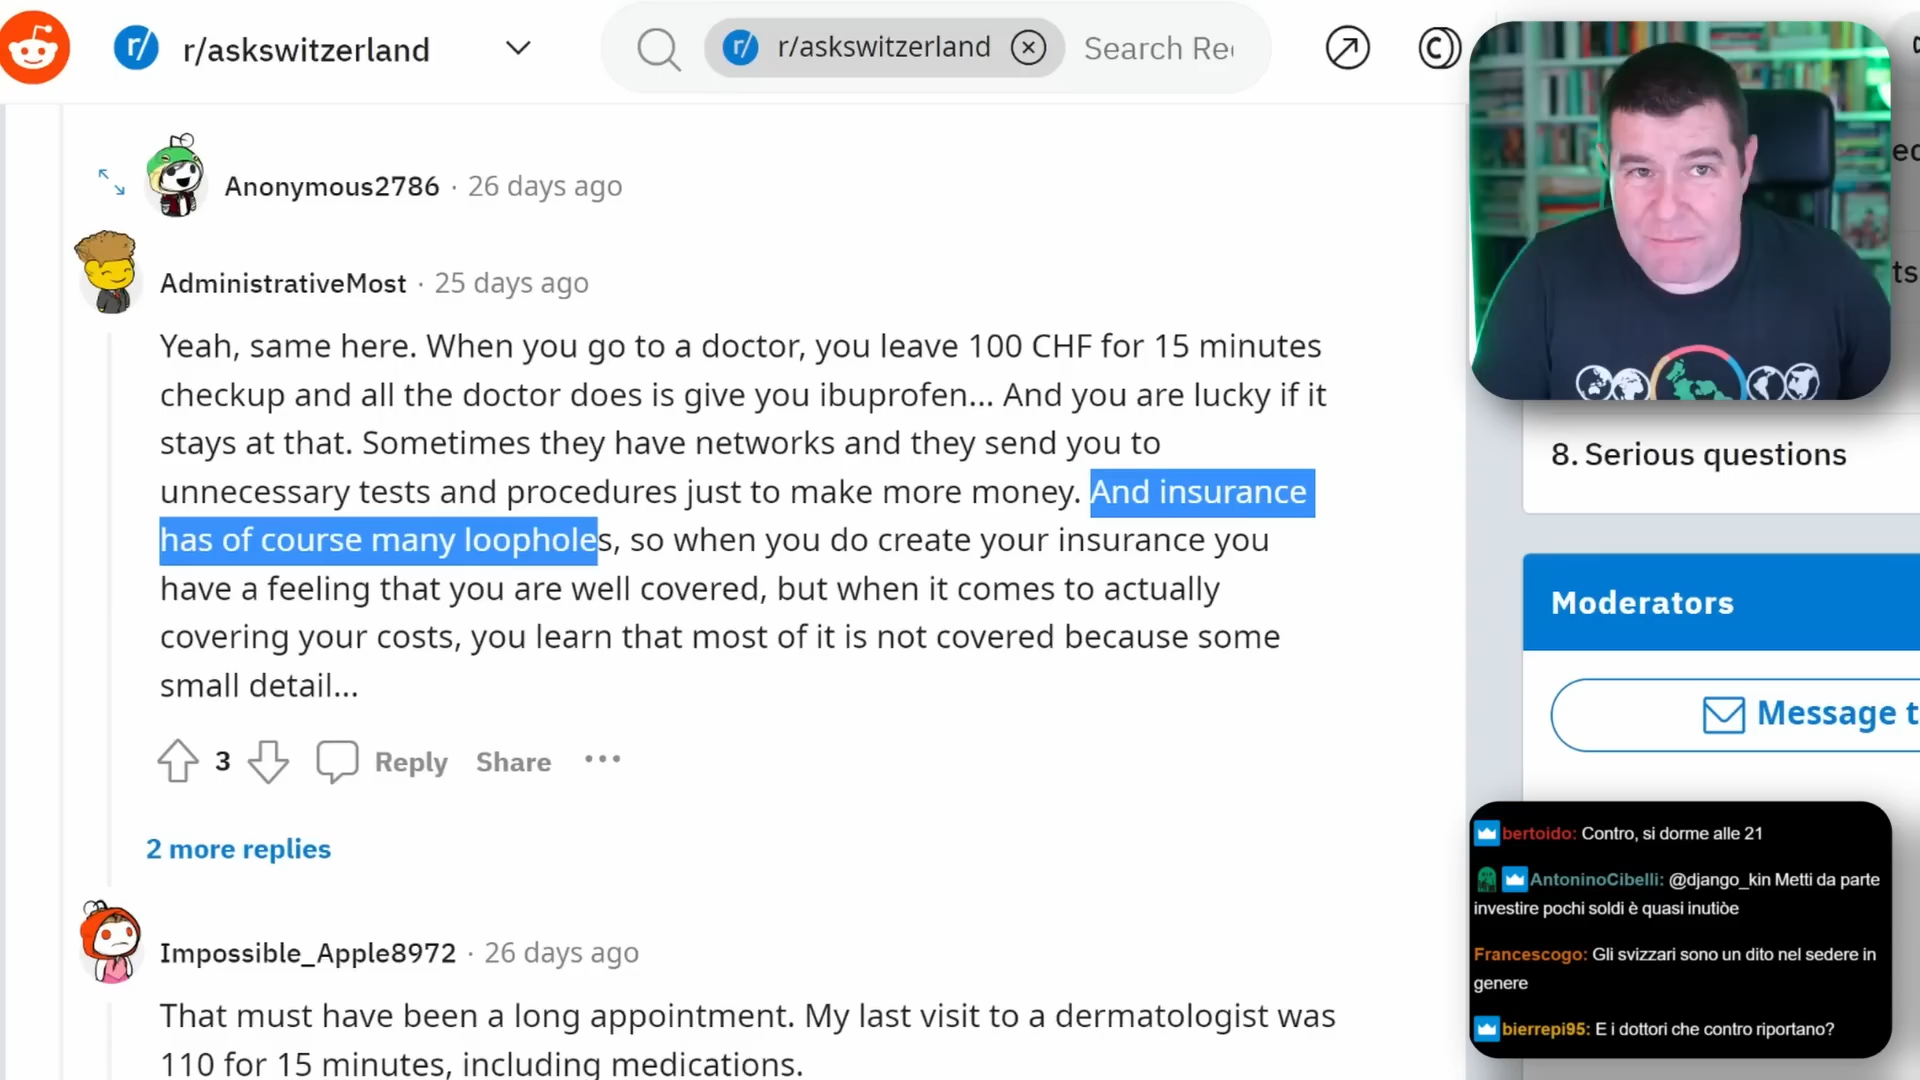 r/askswitzerland
r/askswitzerland
Search Re
Anonymous2786 · 26 days ago
AdministrativeMost · 25 days ago
Yeah, same here. When you go to a doctor, you leave 100 CHF for 15 minutes
checkup and all the doctor does is give you ibuprofen... And you are lucky if it
stays at that. Sometimes they have networks and they send you to
unnecessary tests and procedures just to make more money. And insurance
has of course many loopholes, so when you do create your insurance you
have a feeling that you are well covered, but when it comes to actually
covering your costs, you learn that most of it is not covered because some
small detail...
3 Reply Share ...
2 more replies
Impossible_Apple8972 · 26 days ago
That must have been a long appointment. My last visit to a dermatologist was
110 for 15 minutes, including medications.
ed
ts
8. Serious questions
Moderators
Message t
bertoido: Contro, si dorme alle 21
AntoninoCibelli: @django_kin Metti da parte
investire pochi soldi è quasi inutiòe
Francescogo: Gli svizzari sono un dito nel sedere in
genere
bierrepi95: E i dottori che contro riportano?